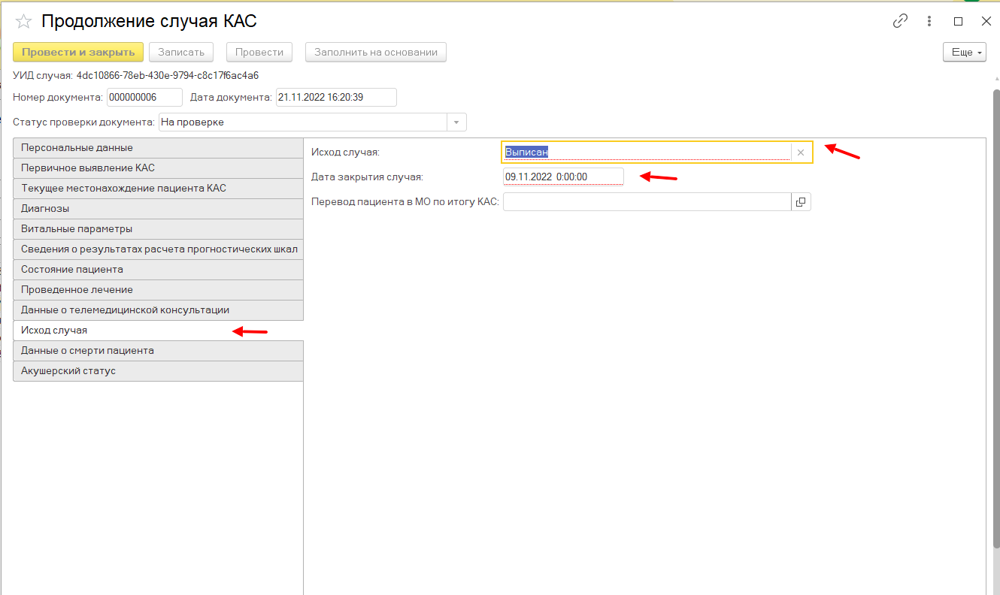 Продолжение случая КАС
Провести и закрыть Записать Провести Заполнить на основании Еще
УИД случая: 4dc10866-78eb-430e-9794-c8c17f6ac4a6
Номер документа: 000000006 Дата документа: 21.11.2022 16:20:39
Статус проверки документа: На проверке
Персональные данные
Первичное выявление КАС
Текущее местонахождение пациента КАС
Диагнозы
Витальные параметры
Сведения о результатах расчета прогностических шкал
Состояние пациента
Проведенное лечение
Данные о телемедицинской консультации
Исход случая
Данные о смерти пациента
Акушерский статус
Исход случая: Выписан
Дата закрытия случая: 09.11.2022 0:00:00
Перевод пациента в МО по итогу КАС: